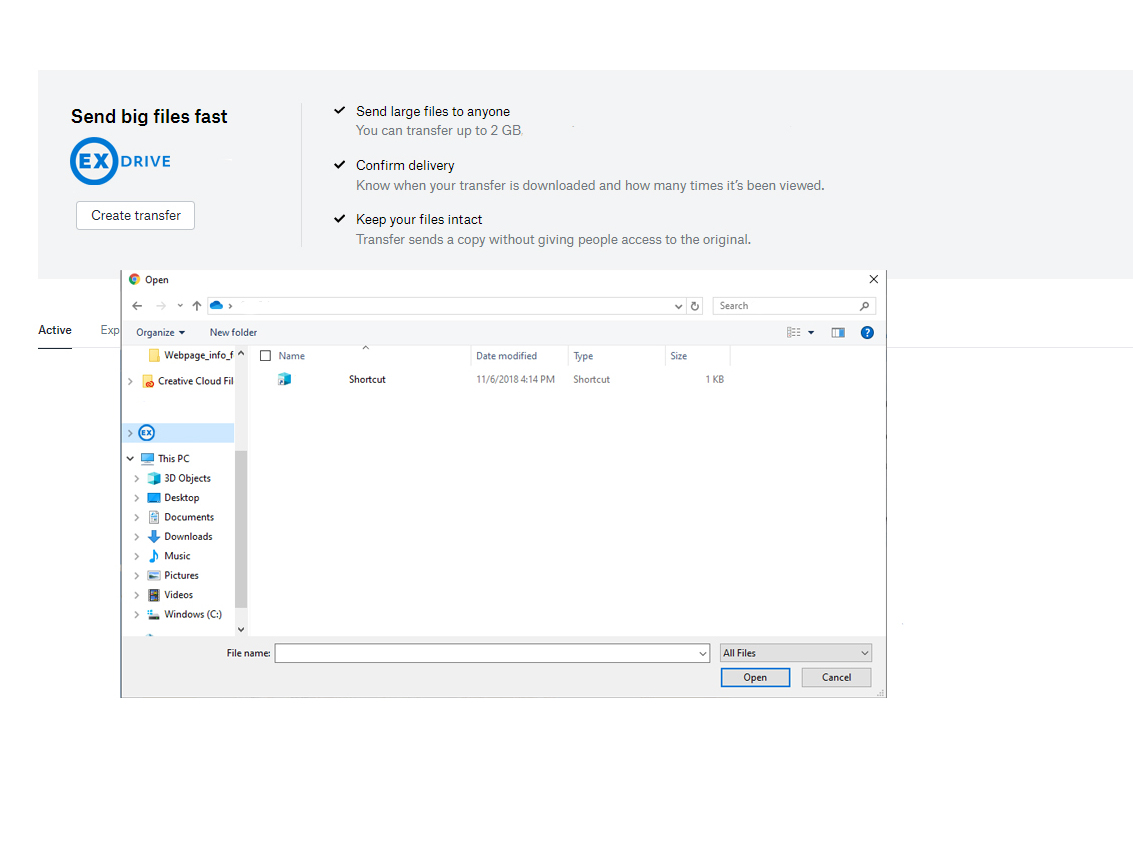 Send big files fast
EX DRIVE
Create transfer
Send large files to anyone
You can transfer up to 2 GB.
Confirm delivery
Know when your transfer is downloaded and how many times it's been viewed.
Keep your files intact
Transfer sends a copy without giving people access to the original.
Active
Exp
Open
Search
Organize
New folder
Webpage_info_f
Creative Cloud Fil
EX
This PC
3D Objects
Desktop
Documents
Downloads
Music
Pictures
Videos
Windows (C:)
Name Date modified Type Size
Shortcut 11/6/2018 4:14 PM Shortcut 1 KB
File name:
All Files
Open
Cancel